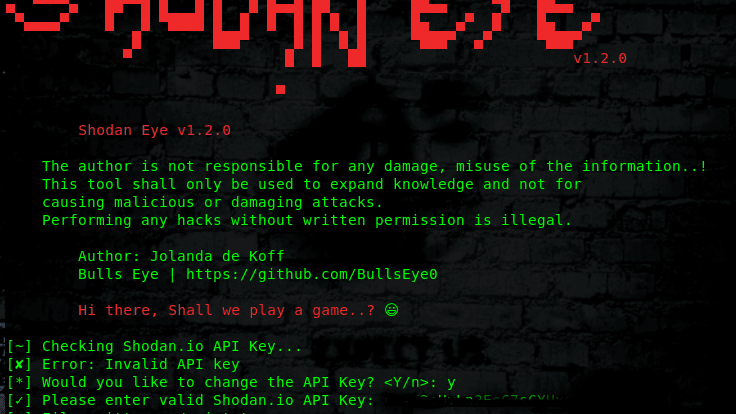 SHODAN EYE
v1.2.0
Shodan Eye v1.2.0
The author is not responsible for any damage, misuse of the information..!
This tool shall only be used to expand knowledge and not for
causing malicious or damaging attacks.
Performing any hacks without written permission is illegal.
Author: Jolanda de Koff
Bulls Eye | https://github.com/BullsEye0
Hi there, Shall we play a game..? 😃
[~] Checking Shodan.io API Key...
[✘] Error: Invalid API key
[*] Would you like to change the API Key? <Y/n>: y
[✓] Please enter valid Shodan.io API Key: